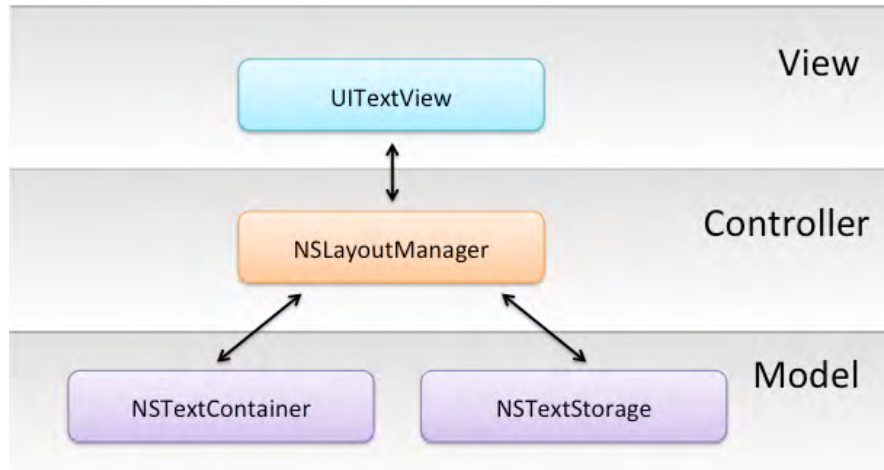 View
UITextView
Controller
NSLayoutManager
Model
NSTextContainer
NSTextStorage